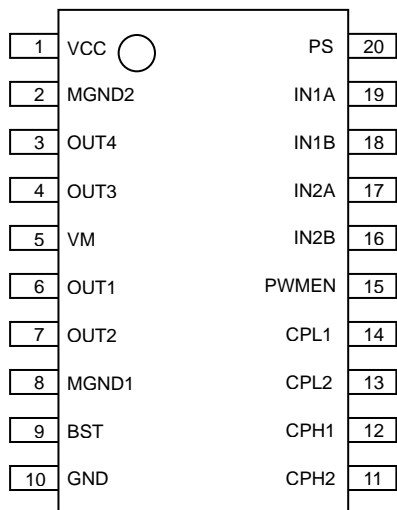 1 VCC PS 20
2 MGND2 IN1A 19
3 OUT4 IN1B 18
4 OUT3 IN2A 17
5 VM IN2B 16
6 OUT1 PWMEN 15
7 OUT2 CPL1 14
8 MGND1 CPL2 13
9 BST CPH1 12
10 GND CPH2 11